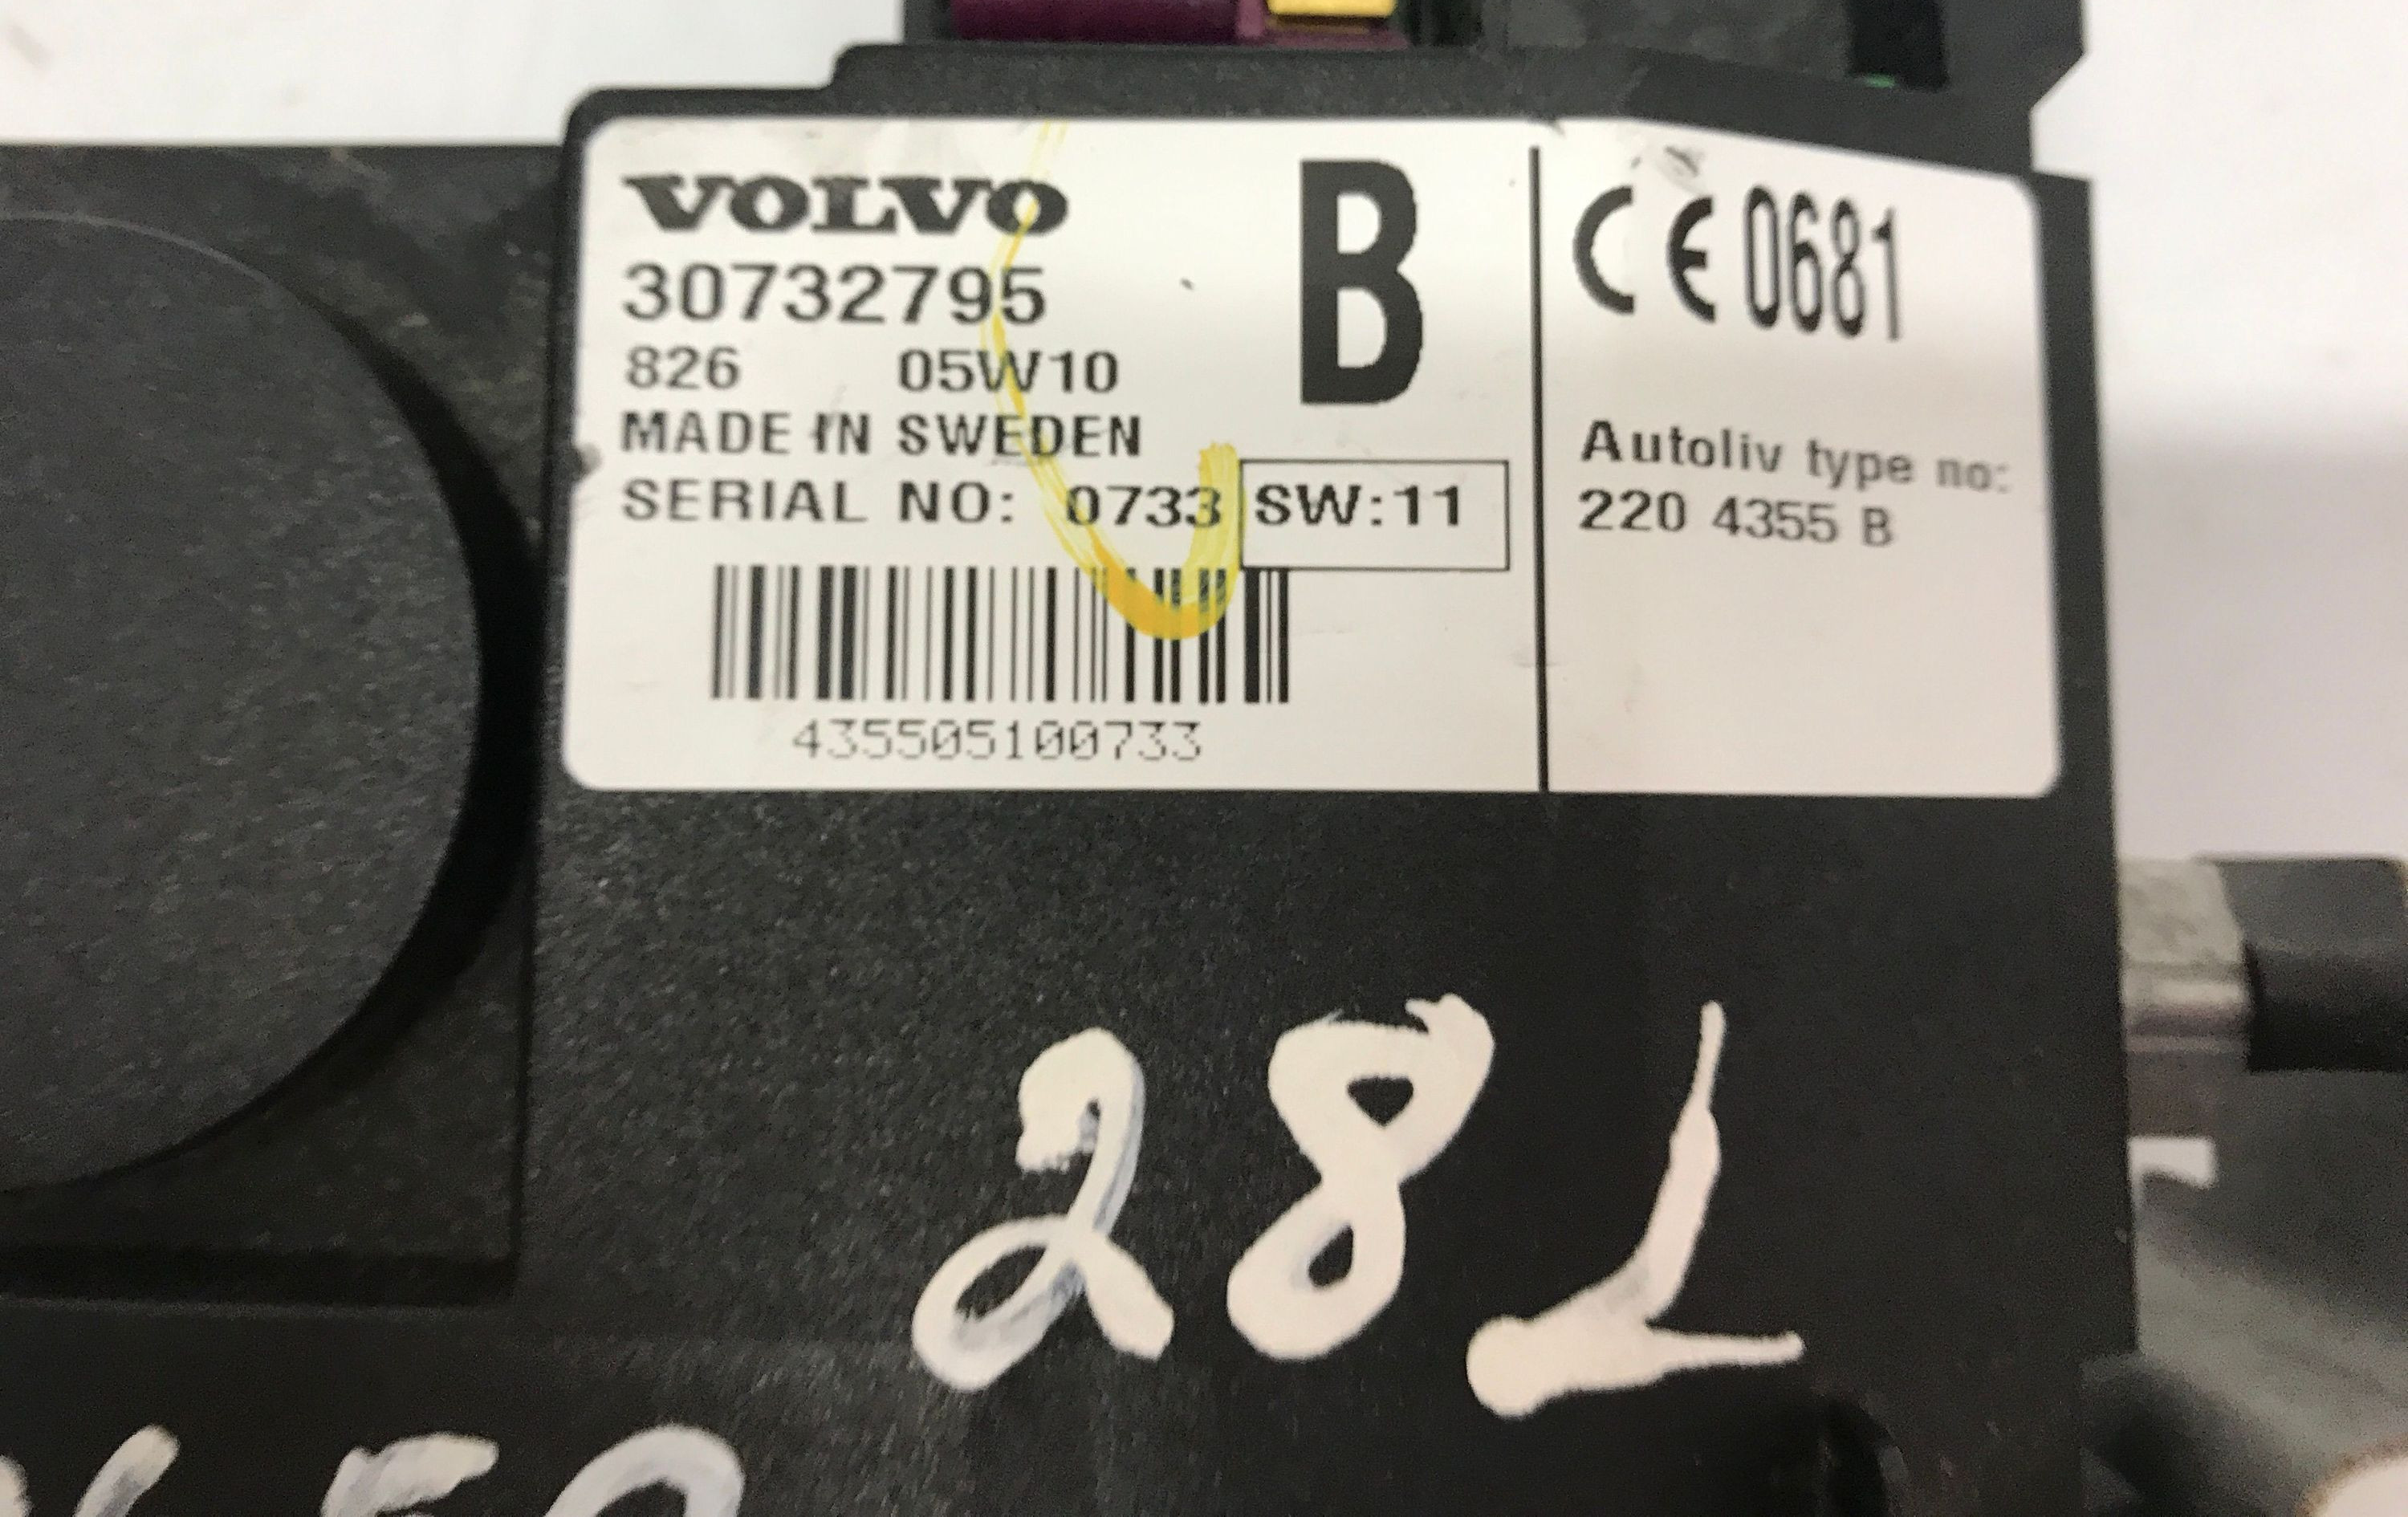 VOLVO
30732795
826 05W10
MADE IN SWEDEN
SERIAL NO: 0733 SW:11
435505100733
B
CE 0681
Autoliv type no:
220 4355 B
28L